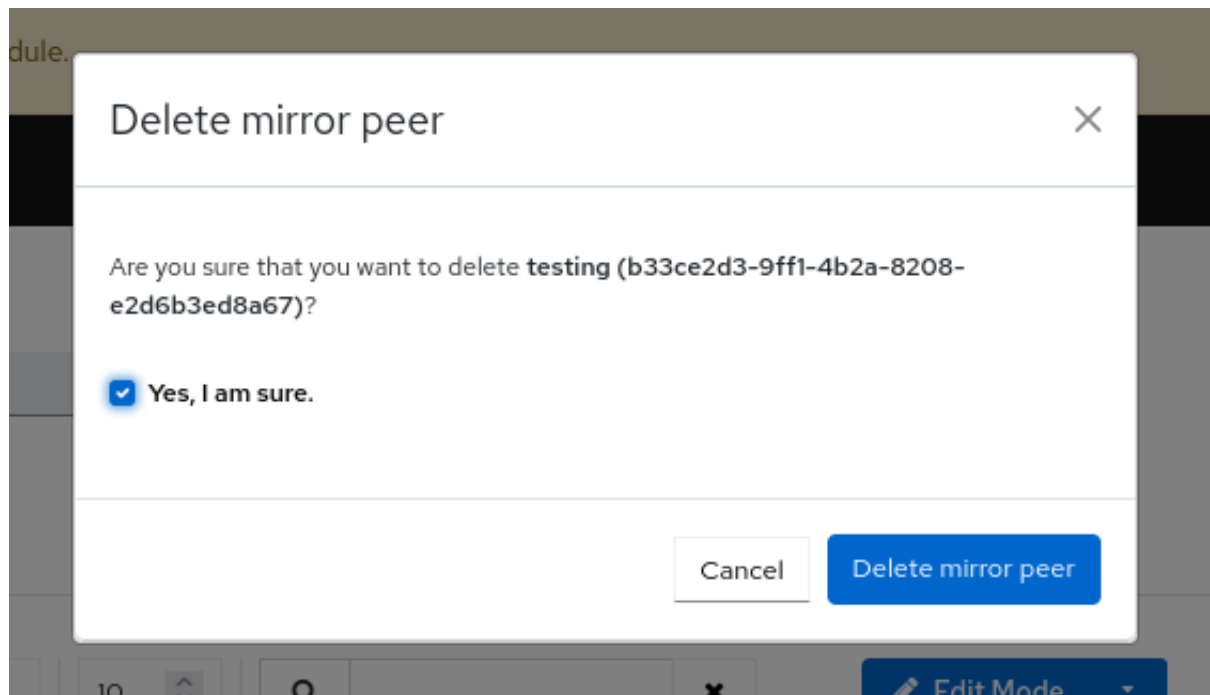 dule.
Delete mirror peer
Are you sure that you want to delete testing (b33ce2d3-9ff1-4b2a-8208-
e2d6b3ed8a67)?
Yes, I am sure.
Cancel
Delete mirror peer
10
Edit Mode